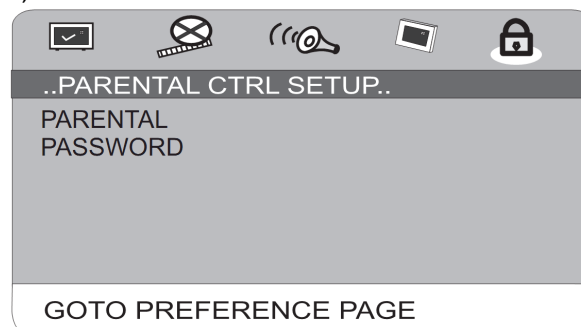 ..PARENTAL CTRL SETUP..
PARENTAL
PASSWORD
GOTO PREFERENCE PAGE